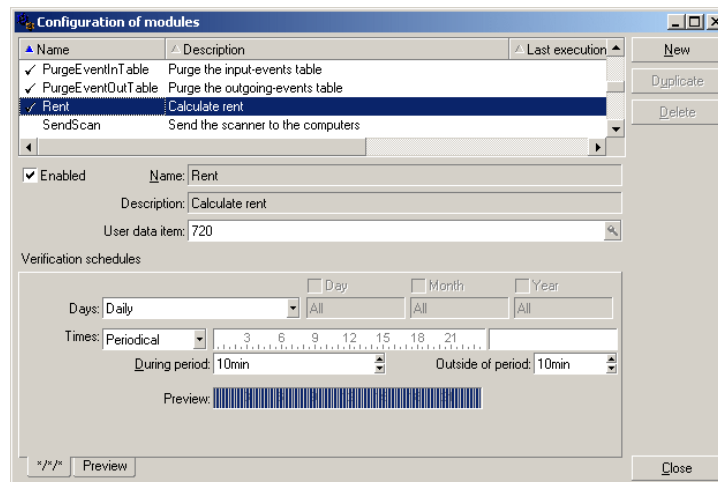 Configuration of modules
Name Description Last execution
PurgeEventInTable Purge the input-events table
PurgeEventOutTable Purge the outgoing-events table
Rent Calculate rent
SendScan Send the scanner to the computers
New
Duplicate
Delete
Enabled Name: Rent
Description: Calculate rent
User data item: 720
Verification schedules
Day Month Year
Days: Daily All All All
Times: Periodical 3 6 9 12 15 18 21
During period: 10min Outside of period: 10min
Preview:
*/*/* Preview
Close